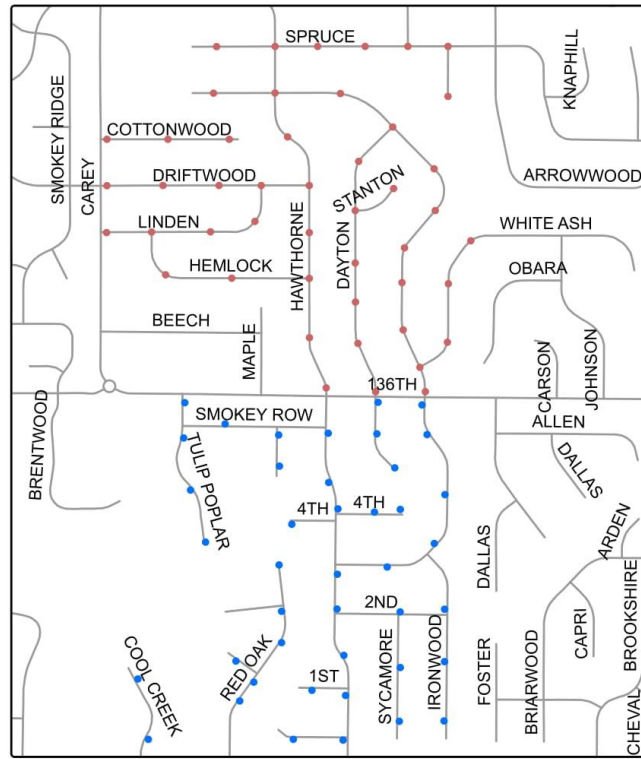 SPRUCE
KNAPHILL
SMOKEY RIDGE
COTTONWOOD
CAREY
DRIFTWOOD
STANTON
ARROWWOOD
LINDEN
HAWTHORNE
DAYTON
WHITE ASH
HEMLOCK
OBARA
BEECH
MAPLE
CARSON
JOHNSON
136TH
BRENTWOOD
SMOKEY ROW
ALLEN
TULIP POPLAR
DALLAS
4TH
4TH
ARDEN
DALLAS
2ND
CAPRI
BROOKSHIRE
COOL CREEK
RED OAK
1ST
SYCAMORE
IRONWOOD
FOSTER
BRIARWOOD
CHEVAL